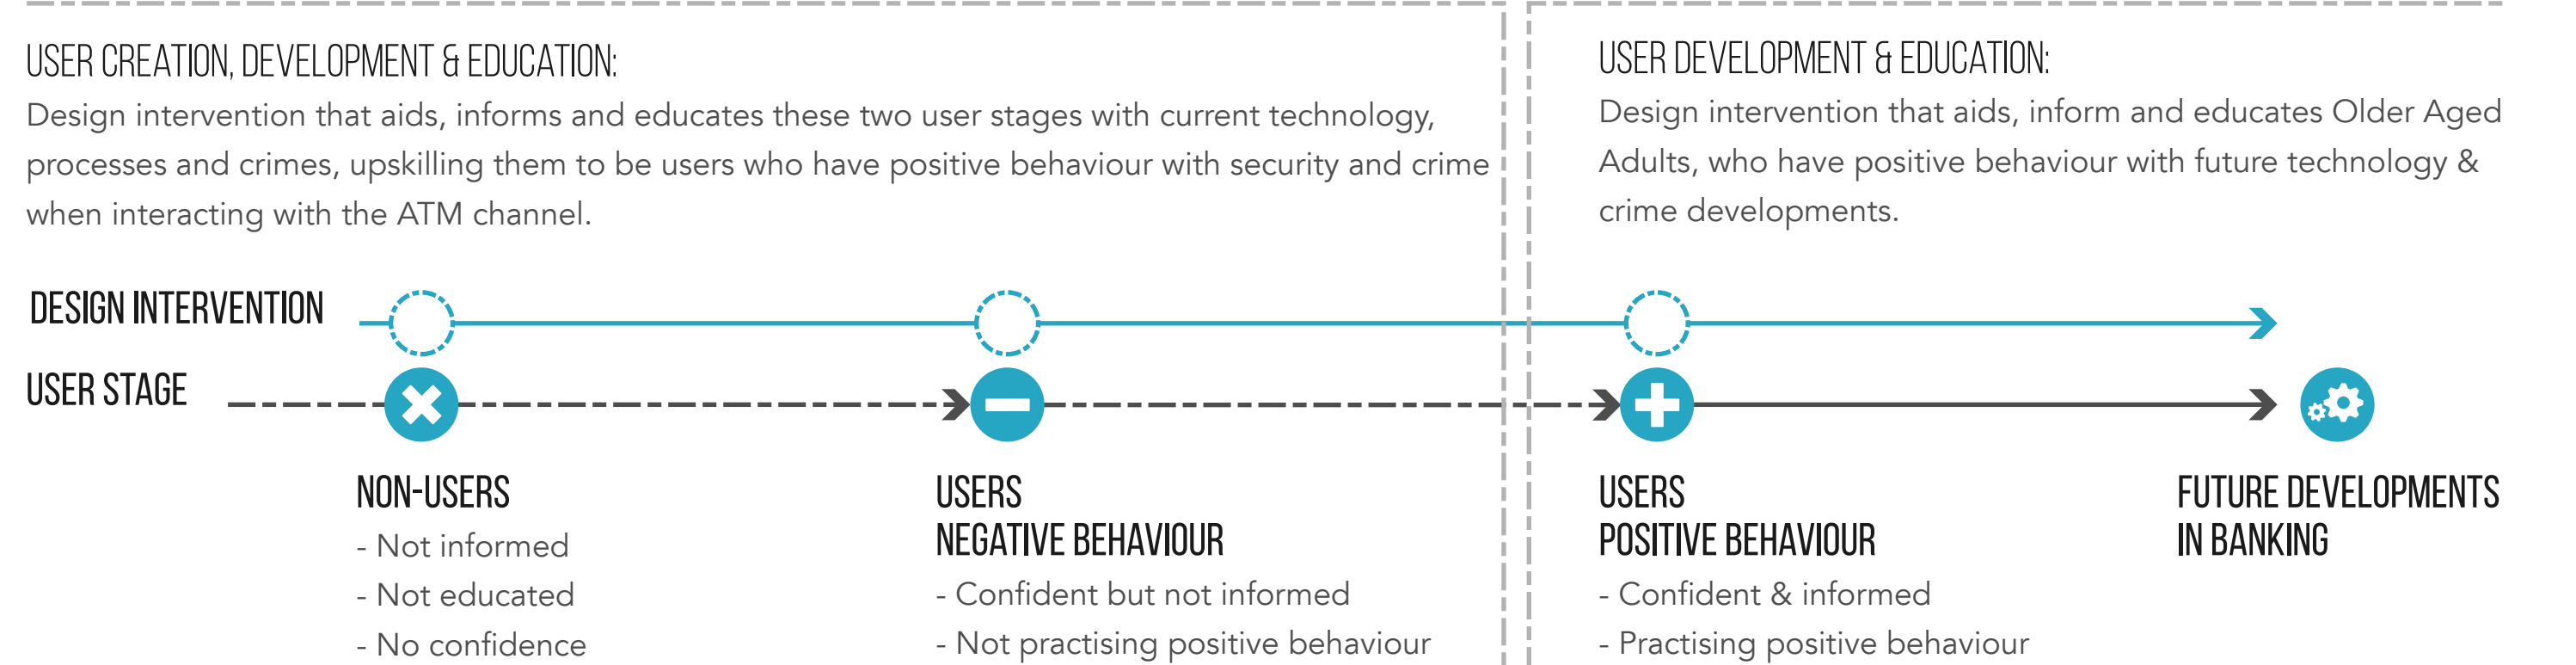 USER CREATION, DEVELOPMENT & EDUCATION:
Design intervention that aids, informs and educates these two user stages with current technology,
processes and crimes, upskilling them to be users who have positive behaviour with security and crime
when interacting with the ATM channel.
USER DEVELOPMENT & EDUCATION:
Design intervention that aids, inform and educates Older Aged
Adults, who have positive behaviour with future technology &
crime developments.
DESIGN INTERVENTION
USER STAGE
NON-USERS
- Not informed
- Not educated
- No confidence
USERS
NEGATIVE BEHAVIOUR
- Confident but not informed
- Not practising positive behaviour
USERS
POSITIVE BEHAVIOUR
- Confident & informed
- Practising positive behaviour
FUTURE DEVELOPMENTS
IN BANKING